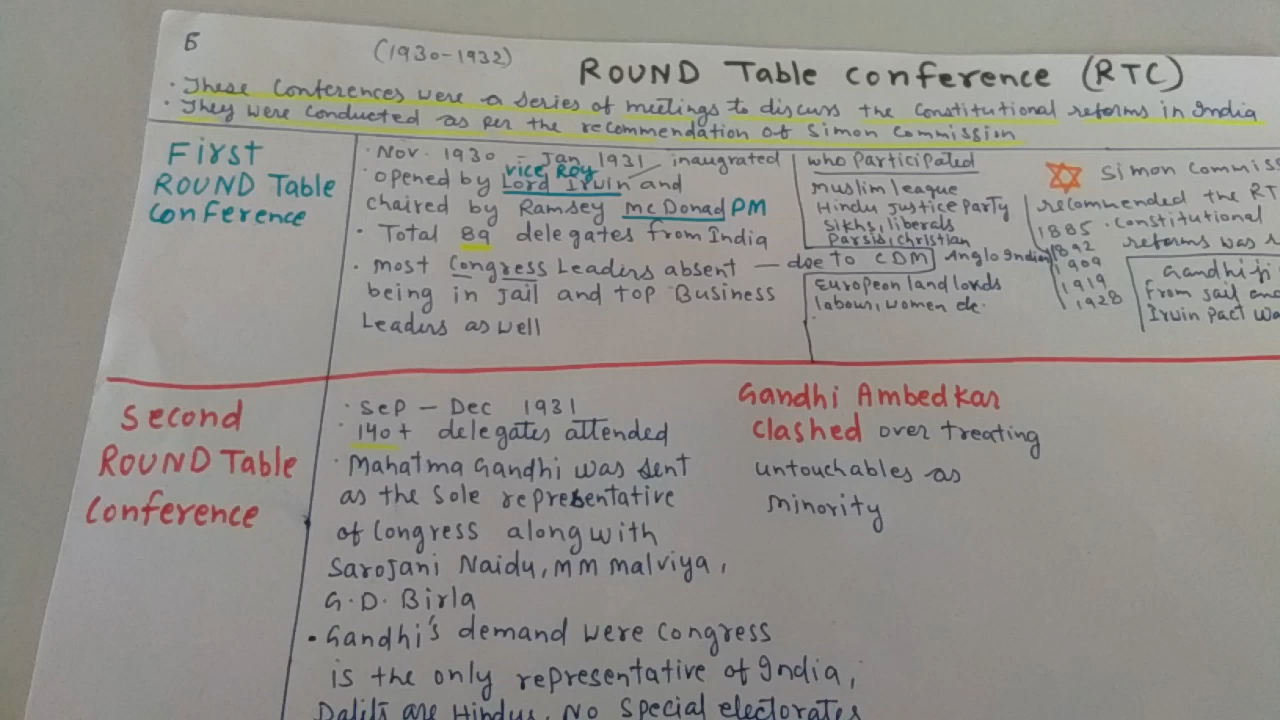 5
(1930-1932)
ROUND Table Conference (RTC)
· These Conferences were a series of meetings to discuss the Constitutional reforms in India
· They were conducted as per the recommendation of Simon Commission
First
ROUND Table
Conference
· Nov. 1930 - Jan 1931 inaugrated
vice Roy
opened by Lord Irwin and
chaired by Ramsey McDonad PM
· Total 89 delegates from India
· most Congress Leaders absent — due to CDM
being in Jail and top Business
Leaders as well
who participated
muslim league
Hindu Justice Party
Sikhs, liberals
Parsis, christian
Anglo Indian
European landlords
labour, women etc.
Simon Commiss
recommended the RT
1885 · Constitutional
1892 reforms was
1909
1919
1928
Gandhi ji
from jail and
Irwin pact wa
Second
ROUND Table
Conference
· Sep – Dec 1931
· 140+ delegates attended
· Mahatma Gandhi was sent
as the sole representative
of Congress along with
Sarojani Naidu, MM malviya,
G.D. Birla
· Gandhi's demand were Congress
is the only representative of India,
Dalits are Hindus, No special electorates
Gandhi Ambedkar
clashed over treating
untouchables as
minority